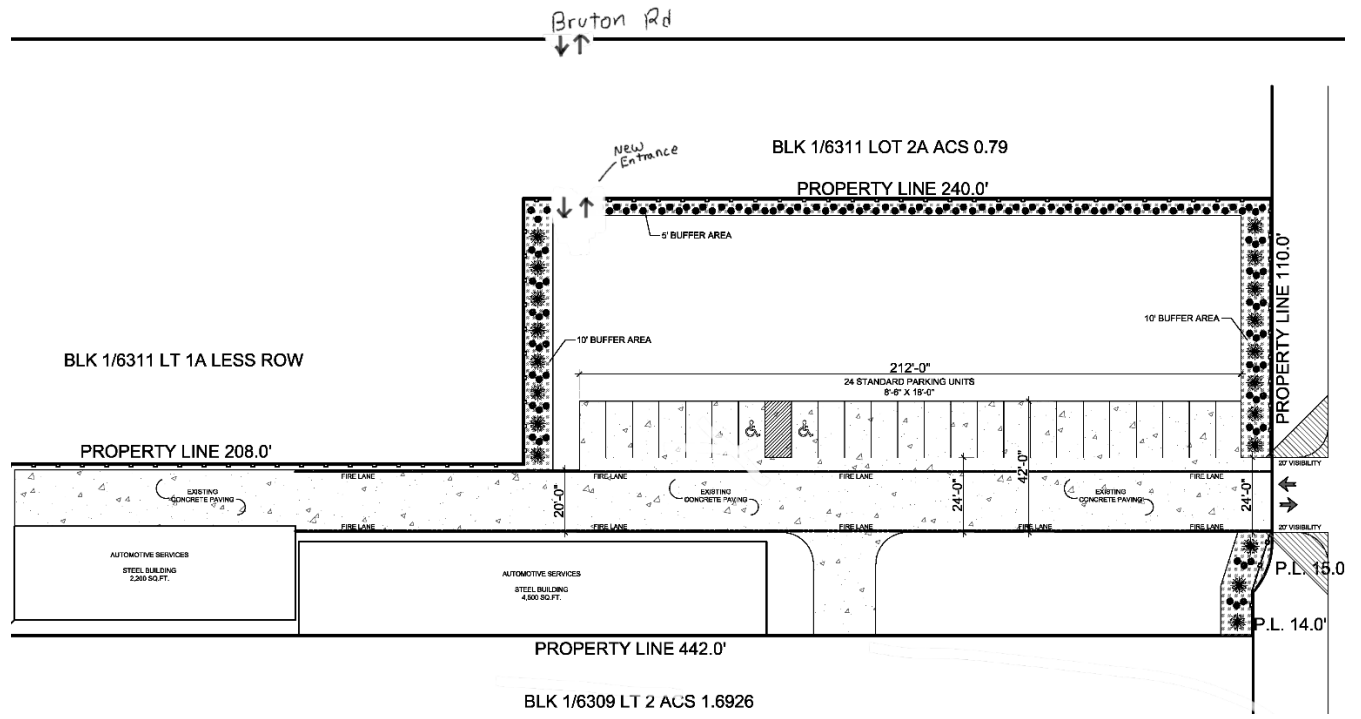 Bruton Rd
New
Entrance
BLK 1/6311 LOT 2A ACS 0.79
PROPERTY LINE 240.0'
5' BUFFER AREA
PROPERTY LINE 110.0'
10' BUFFER AREA
10' BUFFER AREA
BLK 1/6311 LT 1A LESS ROW
212'-0"
24 STANDARD PARKING UNITS
8'-6" X 18'-0"
PROPERTY LINE 208.0'
20' VISIBILITY
FIRE LANE
FIRE LANE
FIRE LANE
FIRE LANE
FIRE LANE
EXISTING
CONCRETE PAVING
EXISTING
CONCRETE PAVING
EXISTING
CONCRETE PAVING
20'-0"
24'-0"
42'-0"
24'-0"
FIRE LANE
FIRE LANE
FIRE LANE
FIRE LANE
FIRE LANE
20' VISIBILITY
AUTOMOTIVE SERVICES
STEEL BUILDING
2,200 SQ.FT.
AUTOMOTIVE SERVICES
STEEL BUILDING
4,500 SQ.FT.
P.L. 15.0
P.L. 14.0'
PROPERTY LINE 442.0'
BLK 1/6309 LT 2 ACS 1.6926